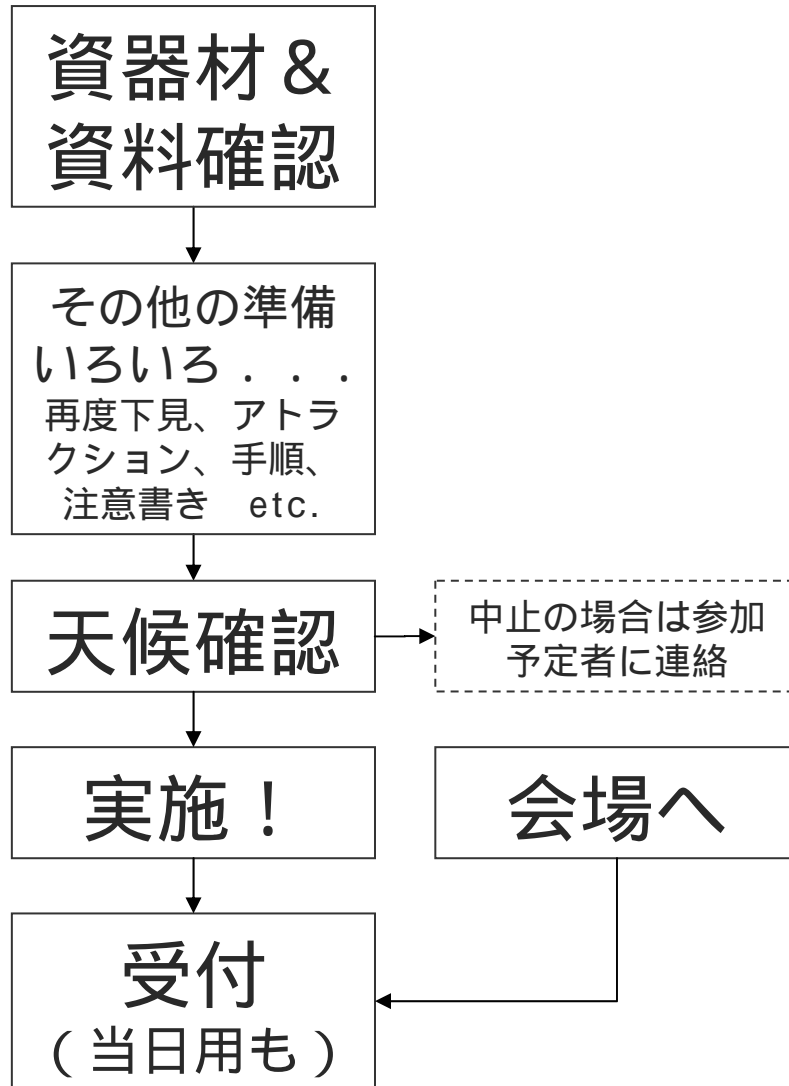 資器材＆
資料確認
その他の準備
いろいろ．．．
再度下見、アトラ
クション、手順、
注意書き　etc.
天候確認
中止の場合は参加
予定者に連絡
実施！
会場へ
受付
（当日用も）